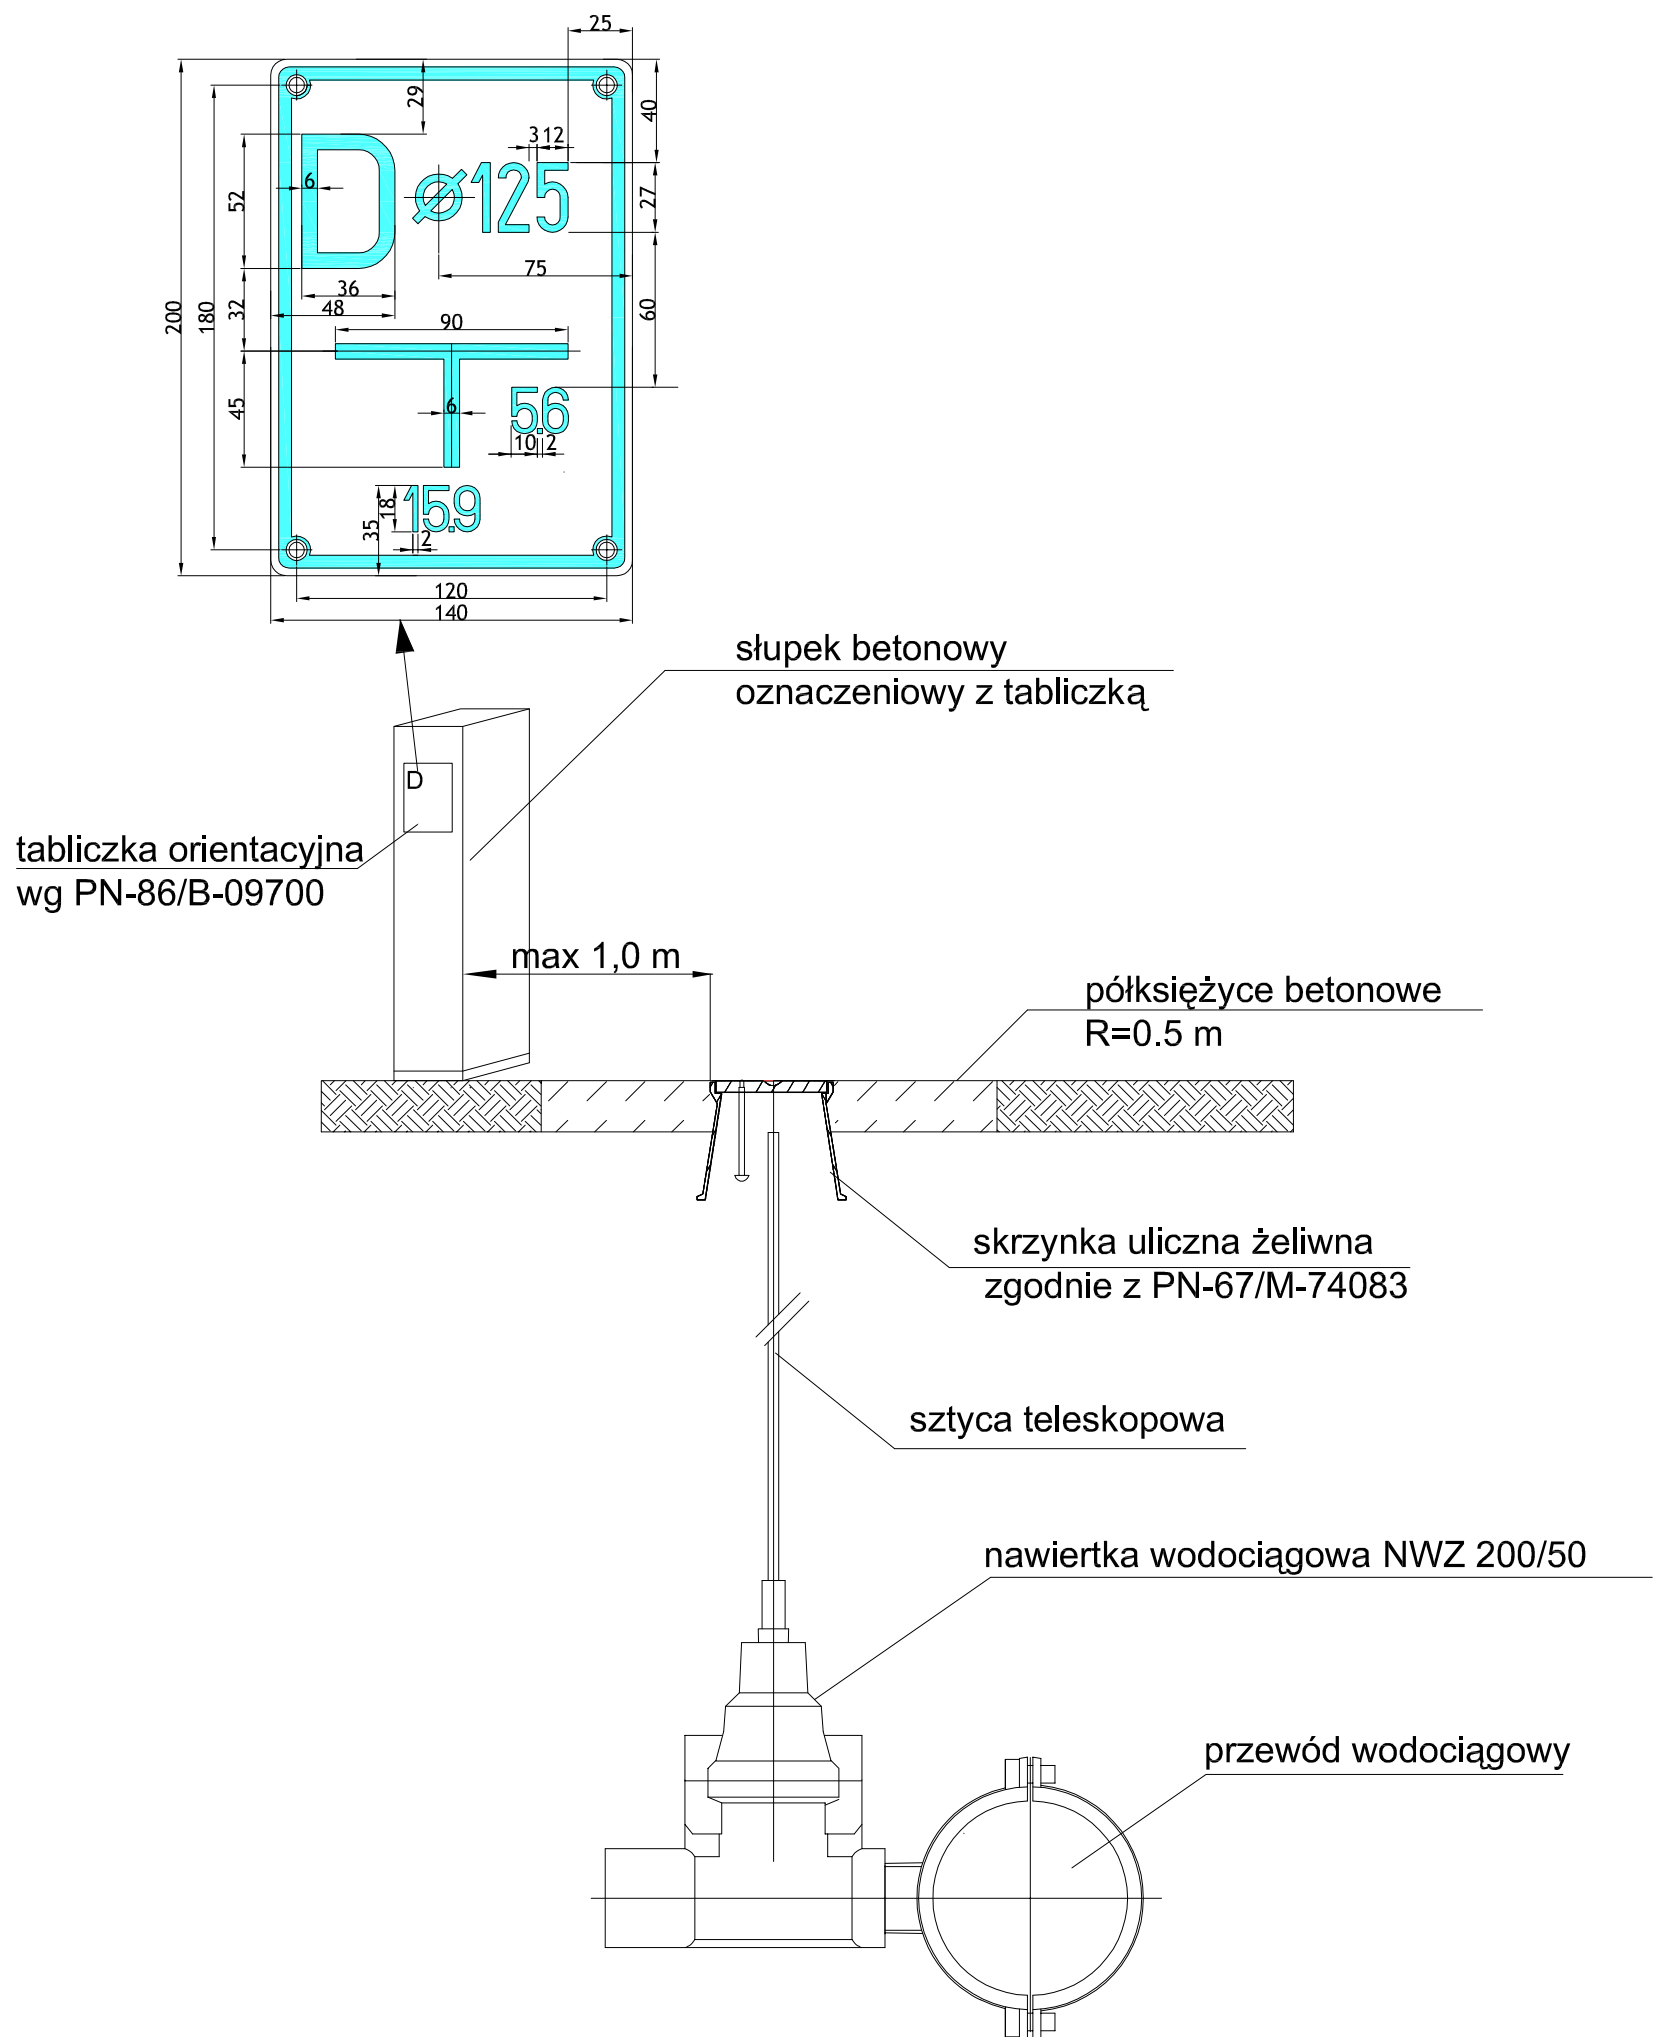 25
29
40
3 12
D
6
52
Ø125
27
75
36
48
32
200
180
60
90
45
6
5.6
10 2
15.9
18
35
2
120
140
słupek betonowy
oznaczeniowy z tabliczką
D
tabliczka orientacyjna
wg PN-86/B-09700
max 1,0 m
półksiężyce betonowe
R=0.5 m
skrzynka uliczna żeliwna
zgodnie z PN-67/M-74083
sztyca teleskopowa
nawiertka wodociągowa NWZ 200/50
przewód wodociągowy